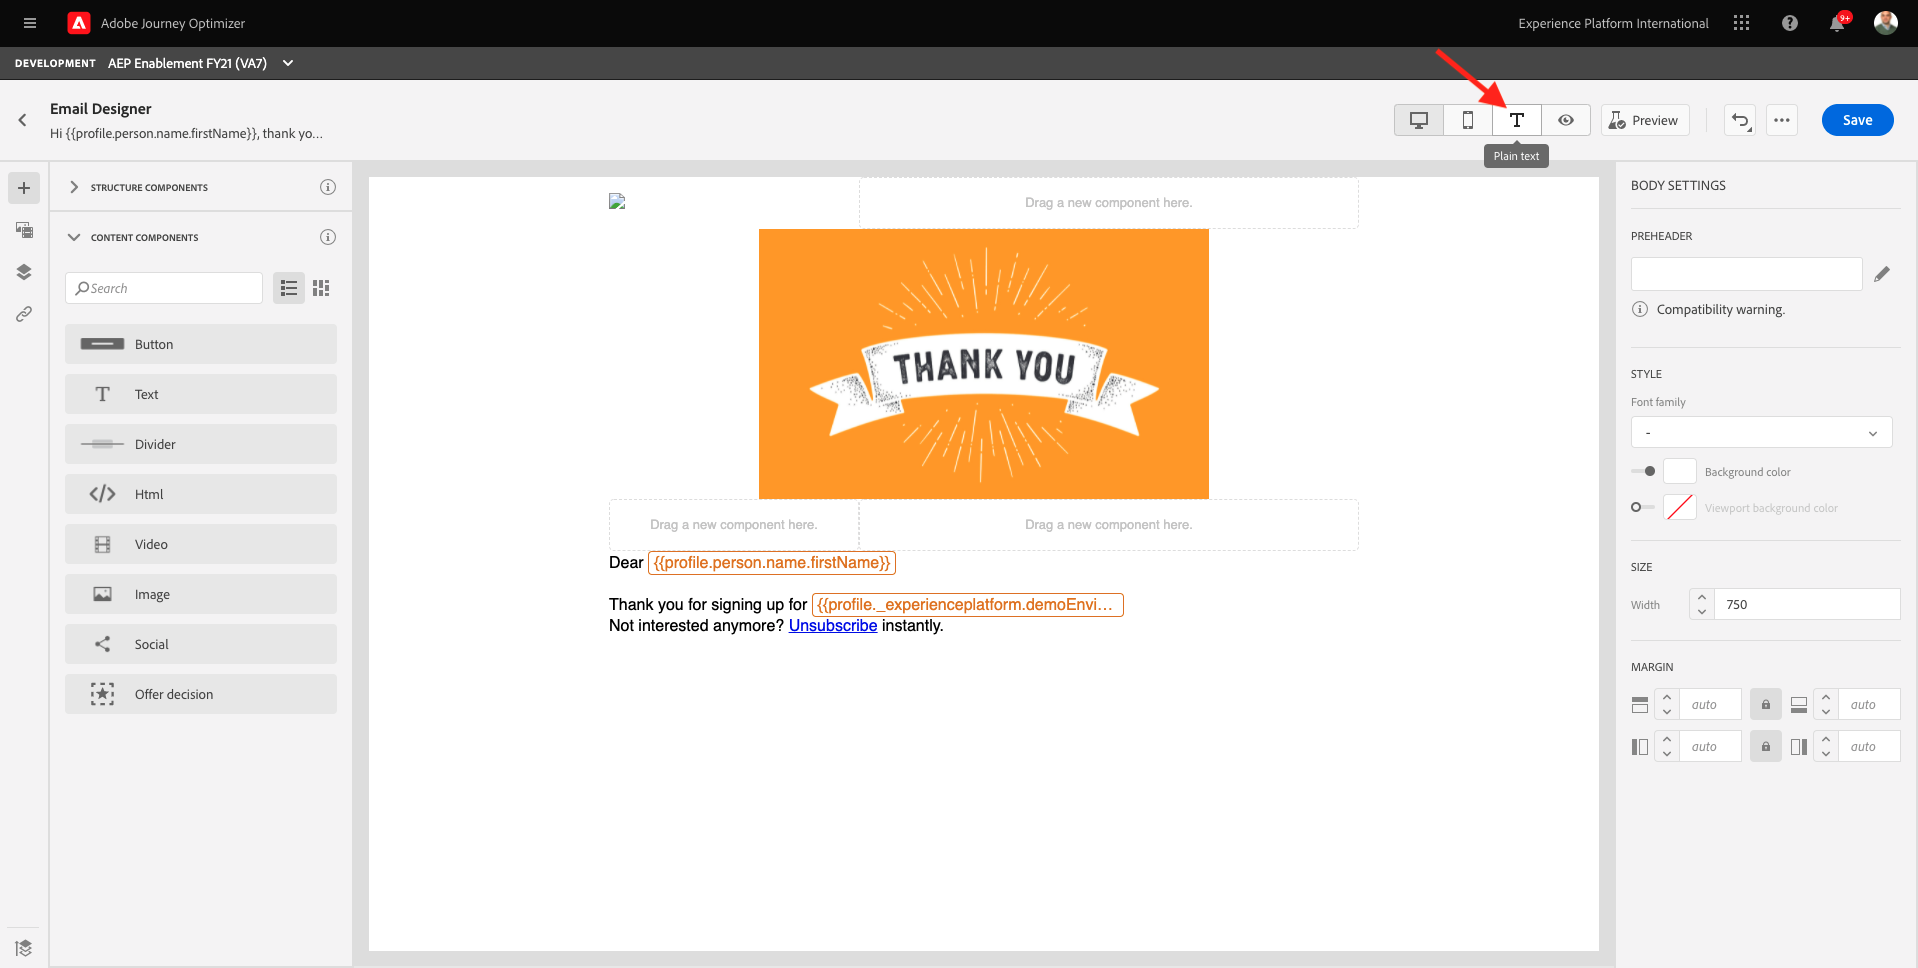 Adobe Journey Optimizer
Experience Platform International
9+
DEVELOPMENT AEP Enablement FY21 (VA7)
Email Designer
Hi {{profile.person.name.firstName}}, thank yo…
Preview
Save
Plain text
STRUCTURE COMPONENTS
CONTENT COMPONENTS
Search
Button
Text
Divider
Html
Video
Image
Social
Offer decision
Drag a new component here.
THANK YOU
Drag a new component here.
Drag a new component here.
Dear {{profile.person.name.firstName}}
Thank you for signing up for {{profile._experienceplatform.demoEnvi…
Not interested anymore? Unsubscribe instantly.
BODY SETTINGS
PREHEADER
Compatibility warning.
STYLE
Font family
-
Background color
Viewport background color
SIZE
Width 750
MARGIN
auto auto
auto auto